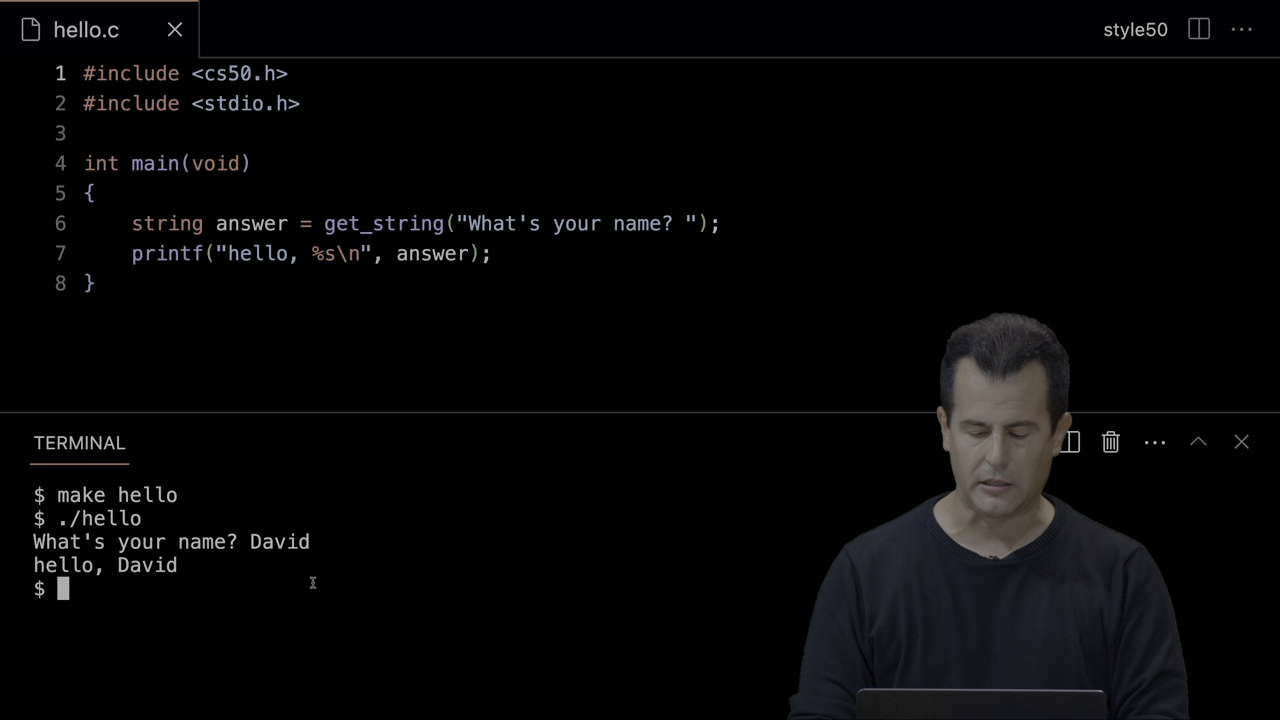 hello.c
style50
1 #include <cs50.h>
2 #include <stdio.h>
3
4 int main(void)
5 {
6     string answer = get_string("What's your name? ");
7     printf("hello, %s\n", answer);
8 }
TERMINAL
$ make hello
$ ./hello
What's your name? David
hello, David
$